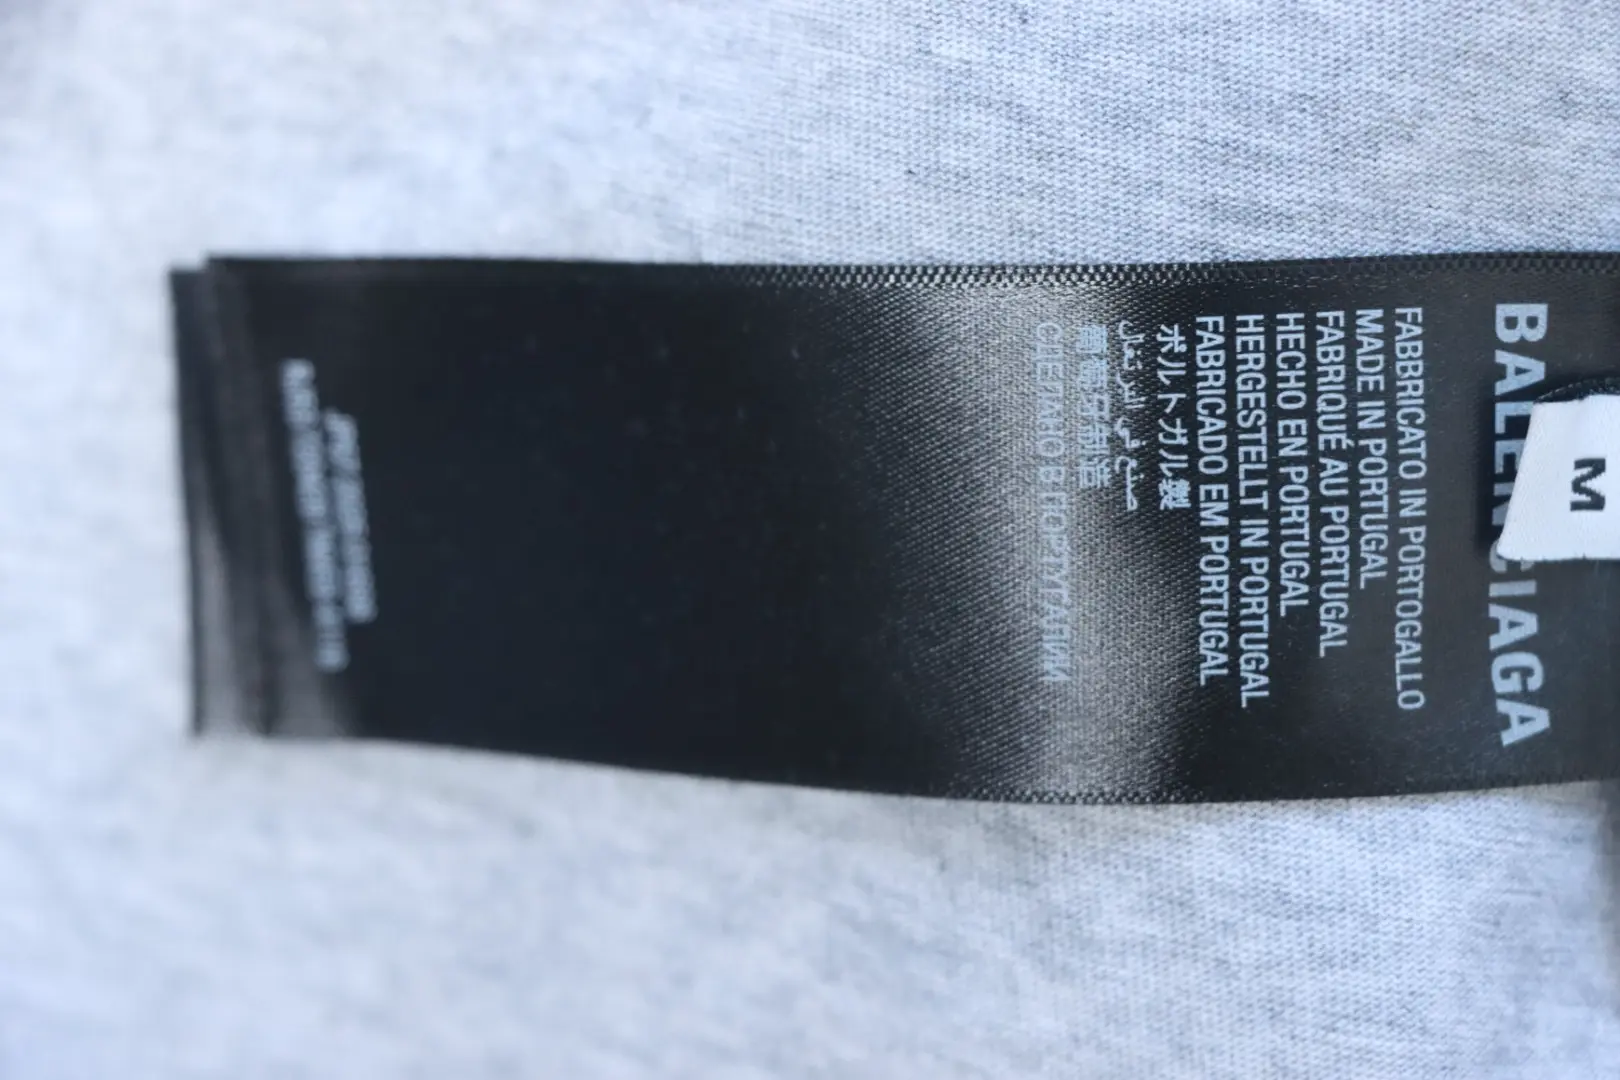 M
BALENCIAGA
FABBRICATO IN PORTOGALLO
MADE IN PORTUGAL
FABRIQUÉ AU PORTUGAL
HECHO EN PORTUGAL
HERGESTELLT IN PORTUGAL
FABRICADO EM PORTUGAL
ポルトガル製
صنع في البرتغال
葡萄牙制造
СДЕЛАНО В ПОРТУГАЛИИ